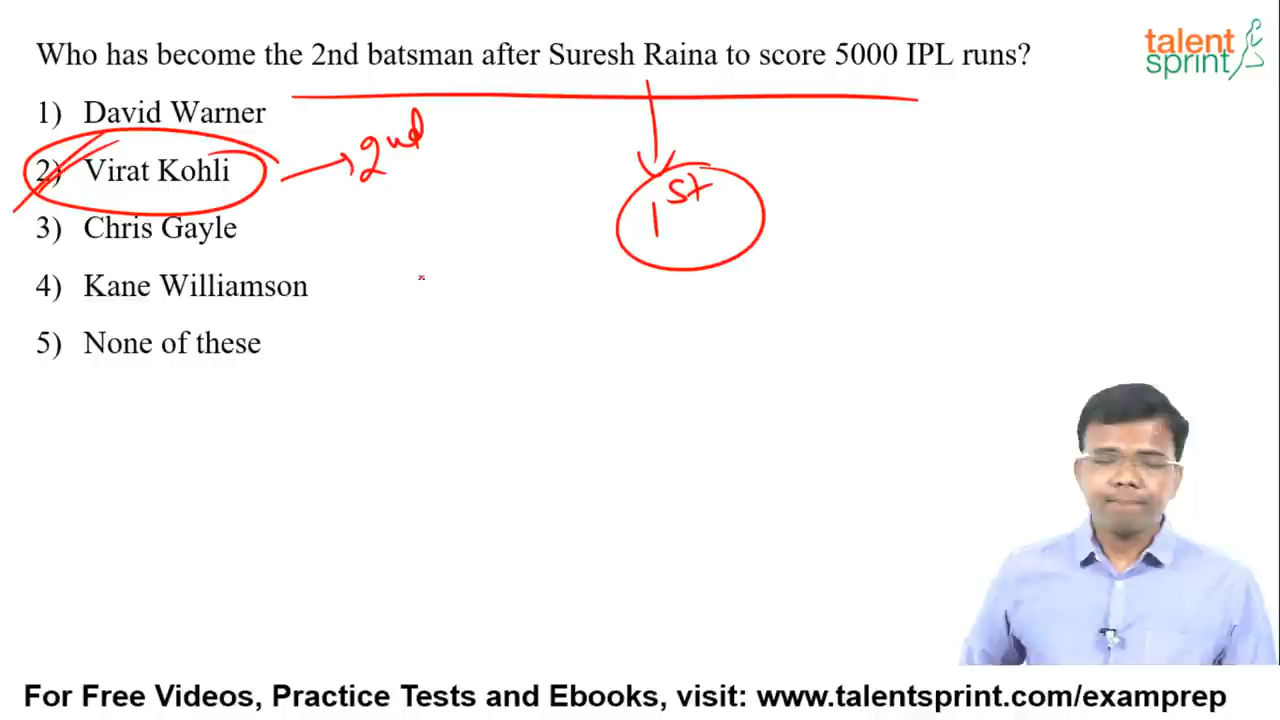 Who has become the 2nd batsman after Suresh Raina to score 5000 IPL runs?
talent
sprint
1) David Warner
2) Virat Kohli
2nd
1st
3) Chris Gayle
4) Kane Williamson
5) None of these
For Free Videos, Practice Tests and Ebooks, visit: www.talentsprint.com/examprep